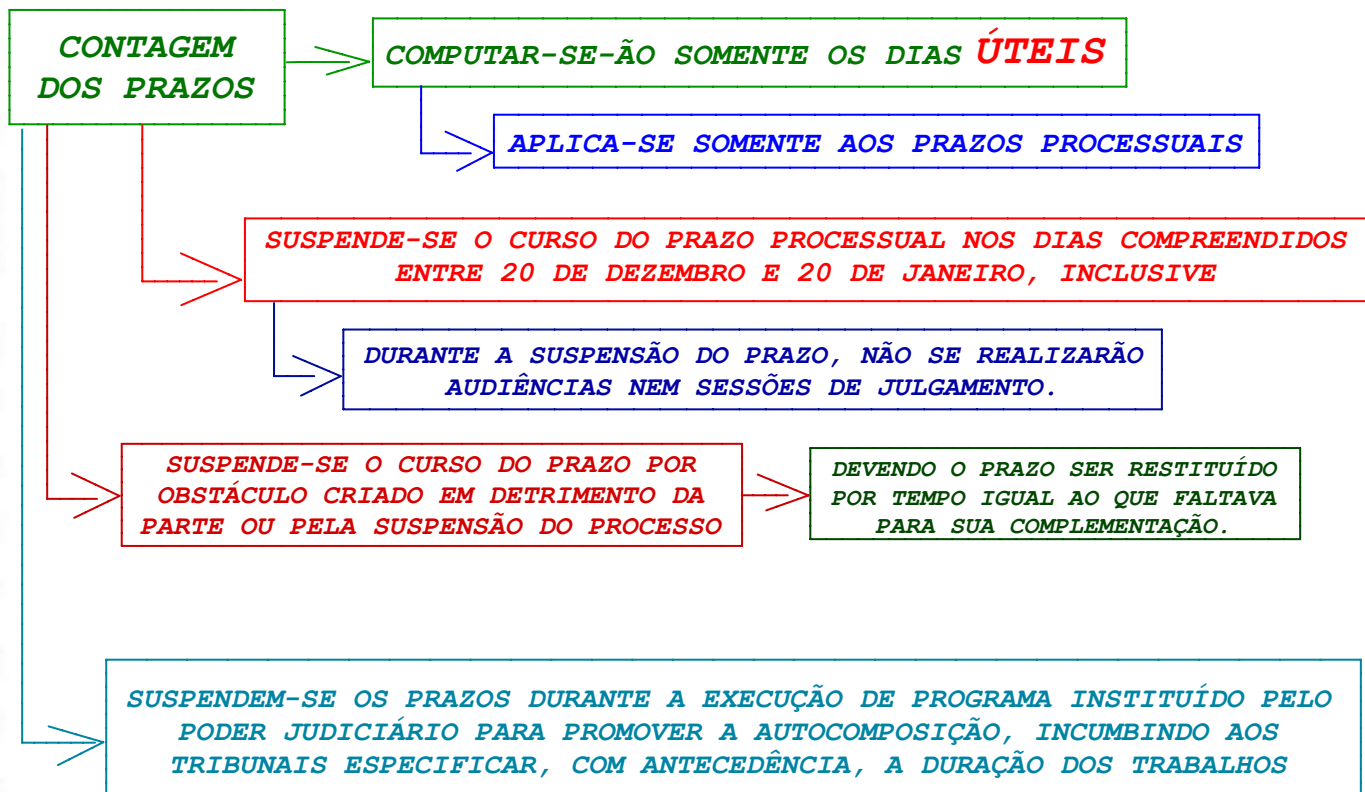 CONTAGEM
DOS PRAZOS
COMPUTAR-SE-ÃO SOMENTE OS DIAS ÚTEIS
APLICA-SE SOMENTE AOS PRAZOS PROCESSUAIS
SUSPENDE-SE O CURSO DO PRAZO PROCESSUAL NOS DIAS COMPREENDIDOS
ENTRE 20 DE DEZEMBRO E 20 DE JANEIRO, INCLUSIVE
DURANTE A SUSPENSÃO DO PRAZO, NÃO SE REALIZARÃO
AUDIÊNCIAS NEM SESSÕES DE JULGAMENTO.
SUSPENDE-SE O CURSO DO PRAZO POR
OBSTÁCULO CRIADO EM DETRIMENTO DA
PARTE OU PELA SUSPENSÃO DO PROCESSO
DEVENDO O PRAZO SER RESTITUÍDO
POR TEMPO IGUAL AO QUE FALTAVA
PARA SUA COMPLEMENTAÇÃO.
SUSPENDEM-SE OS PRAZOS DURANTE A EXECUÇÃO DE PROGRAMA INSTITUÍDO PELO
PODER JUDICIÁRIO PARA PROMOVER A AUTOCOMPOSIÇÃO, INCUMBINDO AOS
TRIBUNAIS ESPECIFICAR, COM ANTECEDÊNCIA, A DURAÇÃO DOS TRABALHOS